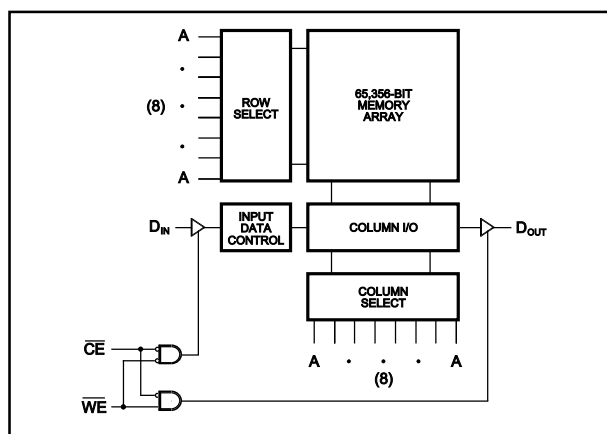 A
(8)
A
ROW
SELECT
65,356-BIT
MEMORY
ARRAY
DIN
INPUT
DATA
CONTROL
COLUMN I/O
DOUT
COLUMN
SELECT
A
A
(8)
CE
WE